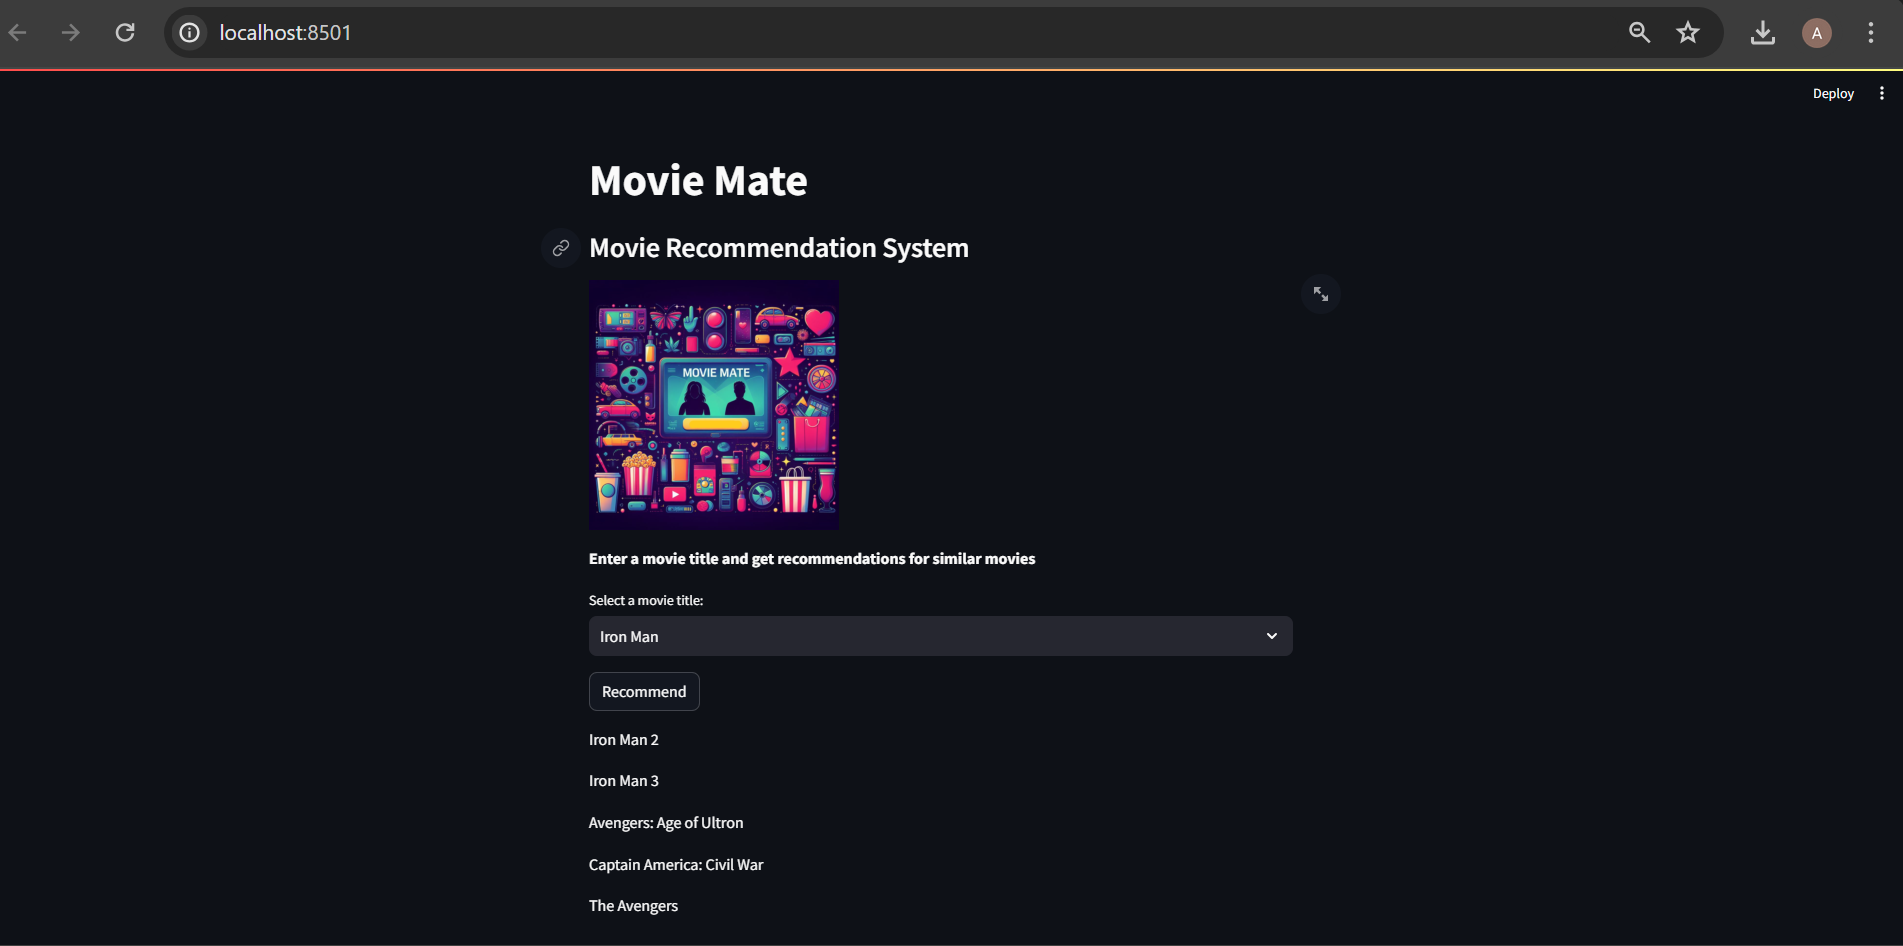 localhost:8501
A
Deploy
Movie Mate
Movie Recommendation System
MOVIE MATE
Enter a movie title and get recommendations for similar movies
Select a movie title:
Iron Man
Recommend
Iron Man 2
Iron Man 3
Avengers: Age of Ultron
Captain America: Civil War
The Avengers